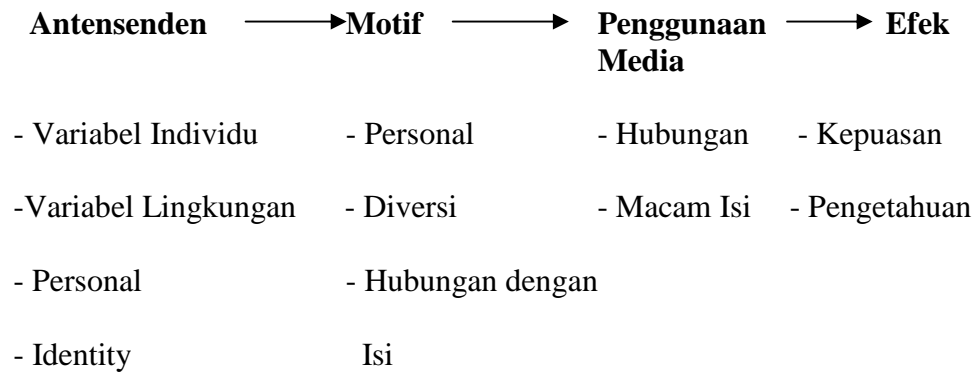 Antensenden Motif Penggunaan Efek
Media
- Variabel Individu - Personal - Hubungan - Kepuasan
-Variabel Lingkungan - Diversi - Macam Isi - Pengetahuan
- Personal - Hubungan dengan
- Identity Isi